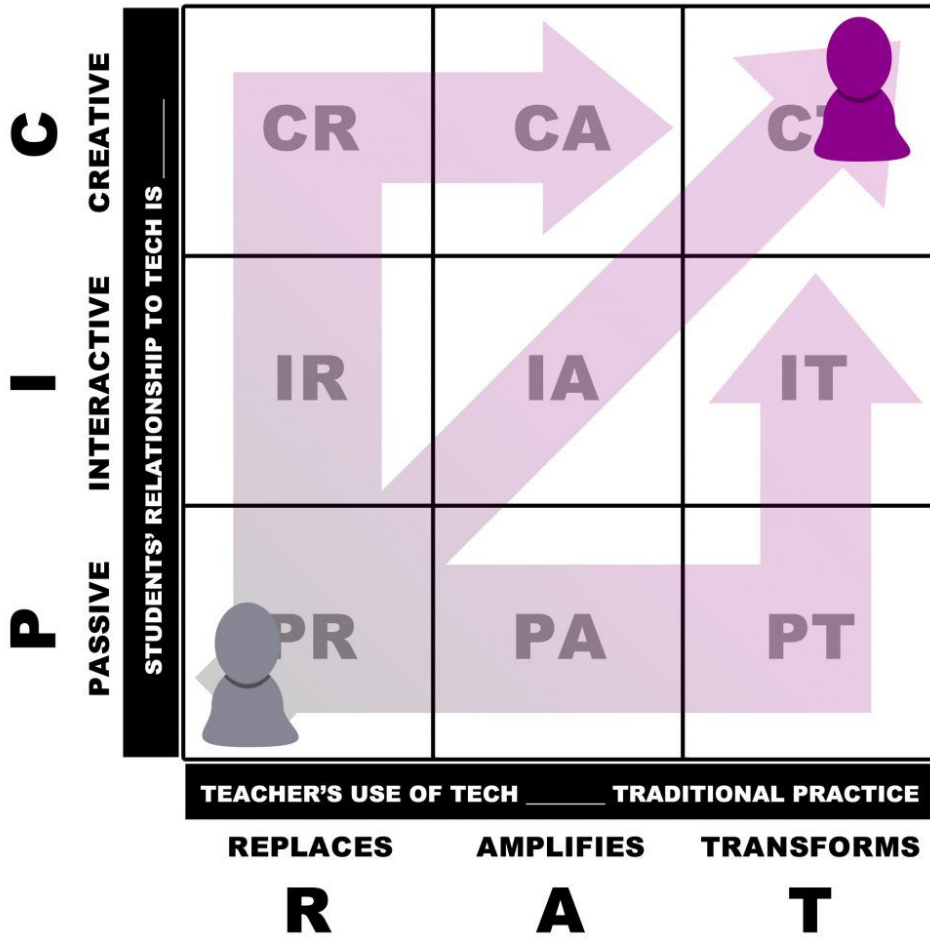 C
CREATIVE
I
INTERACTIVE
P
PASSIVE
STUDENTS' RELATIONSHIP TO TECH IS ______
CR CA
IR IA IT
PR PA PT
TEACHER'S USE OF TECH ______ TRADITIONAL PRACTICE
REPLACES AMPLIFIES TRANSFORMS
R A T